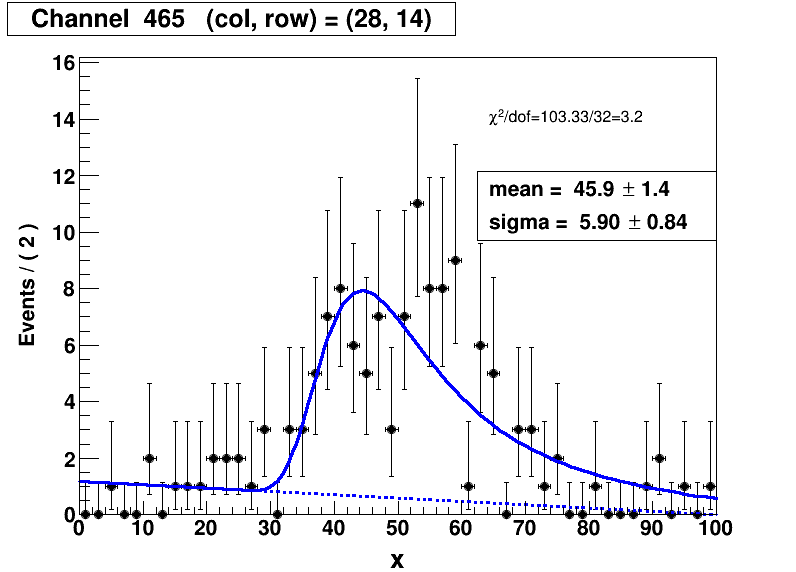 Channel 465 (col, row) = (28, 14)
χ²/dof=103.33/32=3.2
mean = 45.9 ± 1.4
sigma = 5.90 ± 0.84
Events / ( 2 )
16
14
12
10
8
6
4
2
0
0 10 20 30 40 50 60 70 80 90 100
x